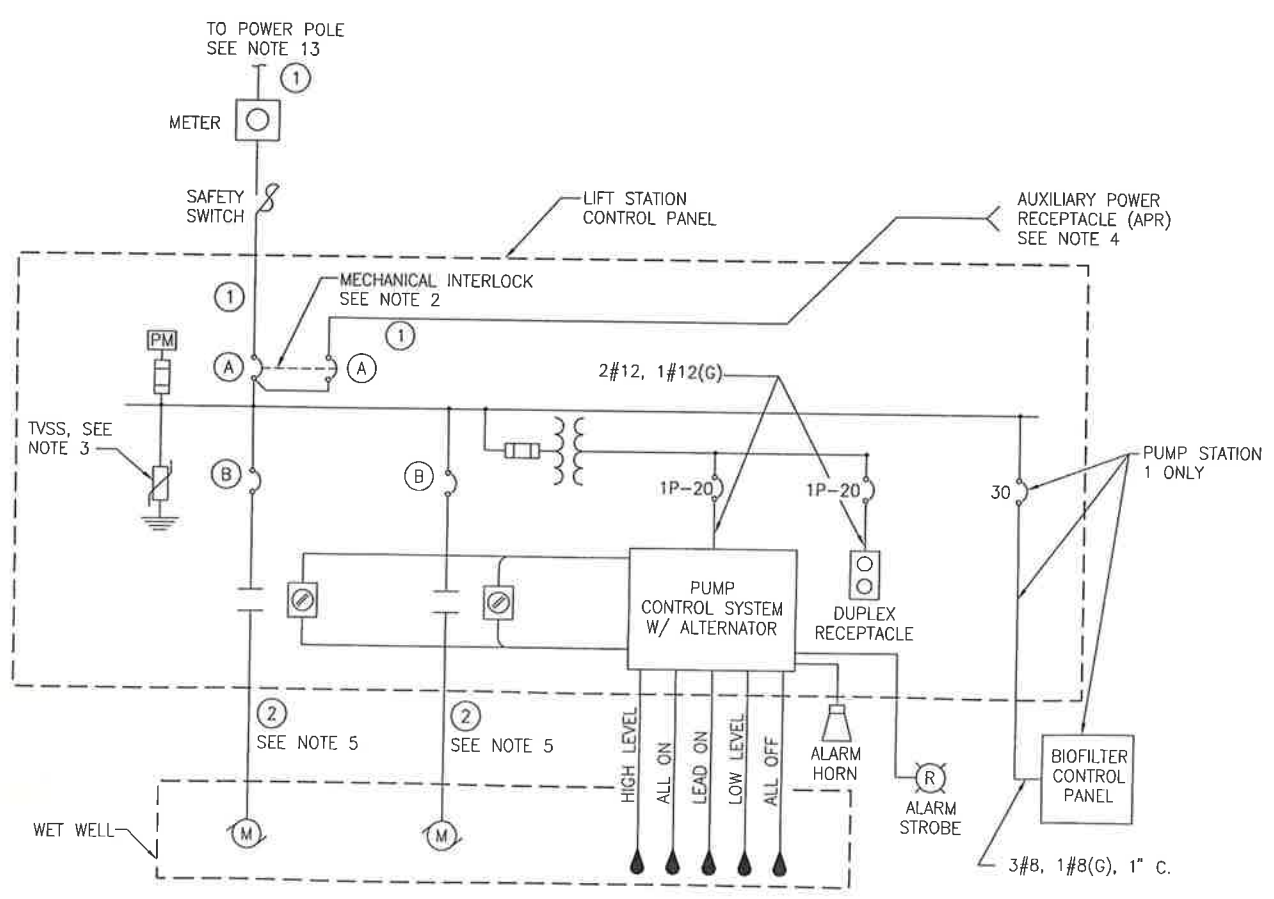 TO POWER POLE
SEE NOTE 13
1
METER
SAFETY
SWITCH
LIFT STATION
CONTROL PANEL
AUXILIARY POWER
RECEPTACLE (APR)
SEE NOTE 4
1
MECHANICAL INTERLOCK
SEE NOTE 2
1
PM
A
A
2#12, 1#12(G)
TVSS, SEE
NOTE 3
B
B
1P-20
1P-20
30
PUMP STATION
1 ONLY
PUMP
CONTROL SYSTEM
W/ ALTERNATOR
DUPLEX
RECEPTACLE
2
SEE NOTE 5
2
SEE NOTE 5
HIGH LEVEL
ALL ON
LEAD ON
LOW LEVEL
ALL OFF
ALARM
HORN
R
ALARM
STROBE
BIOFILTER
CONTROL
PANEL
WET WELL
M
M
3#8, 1#8(G), 1" C.